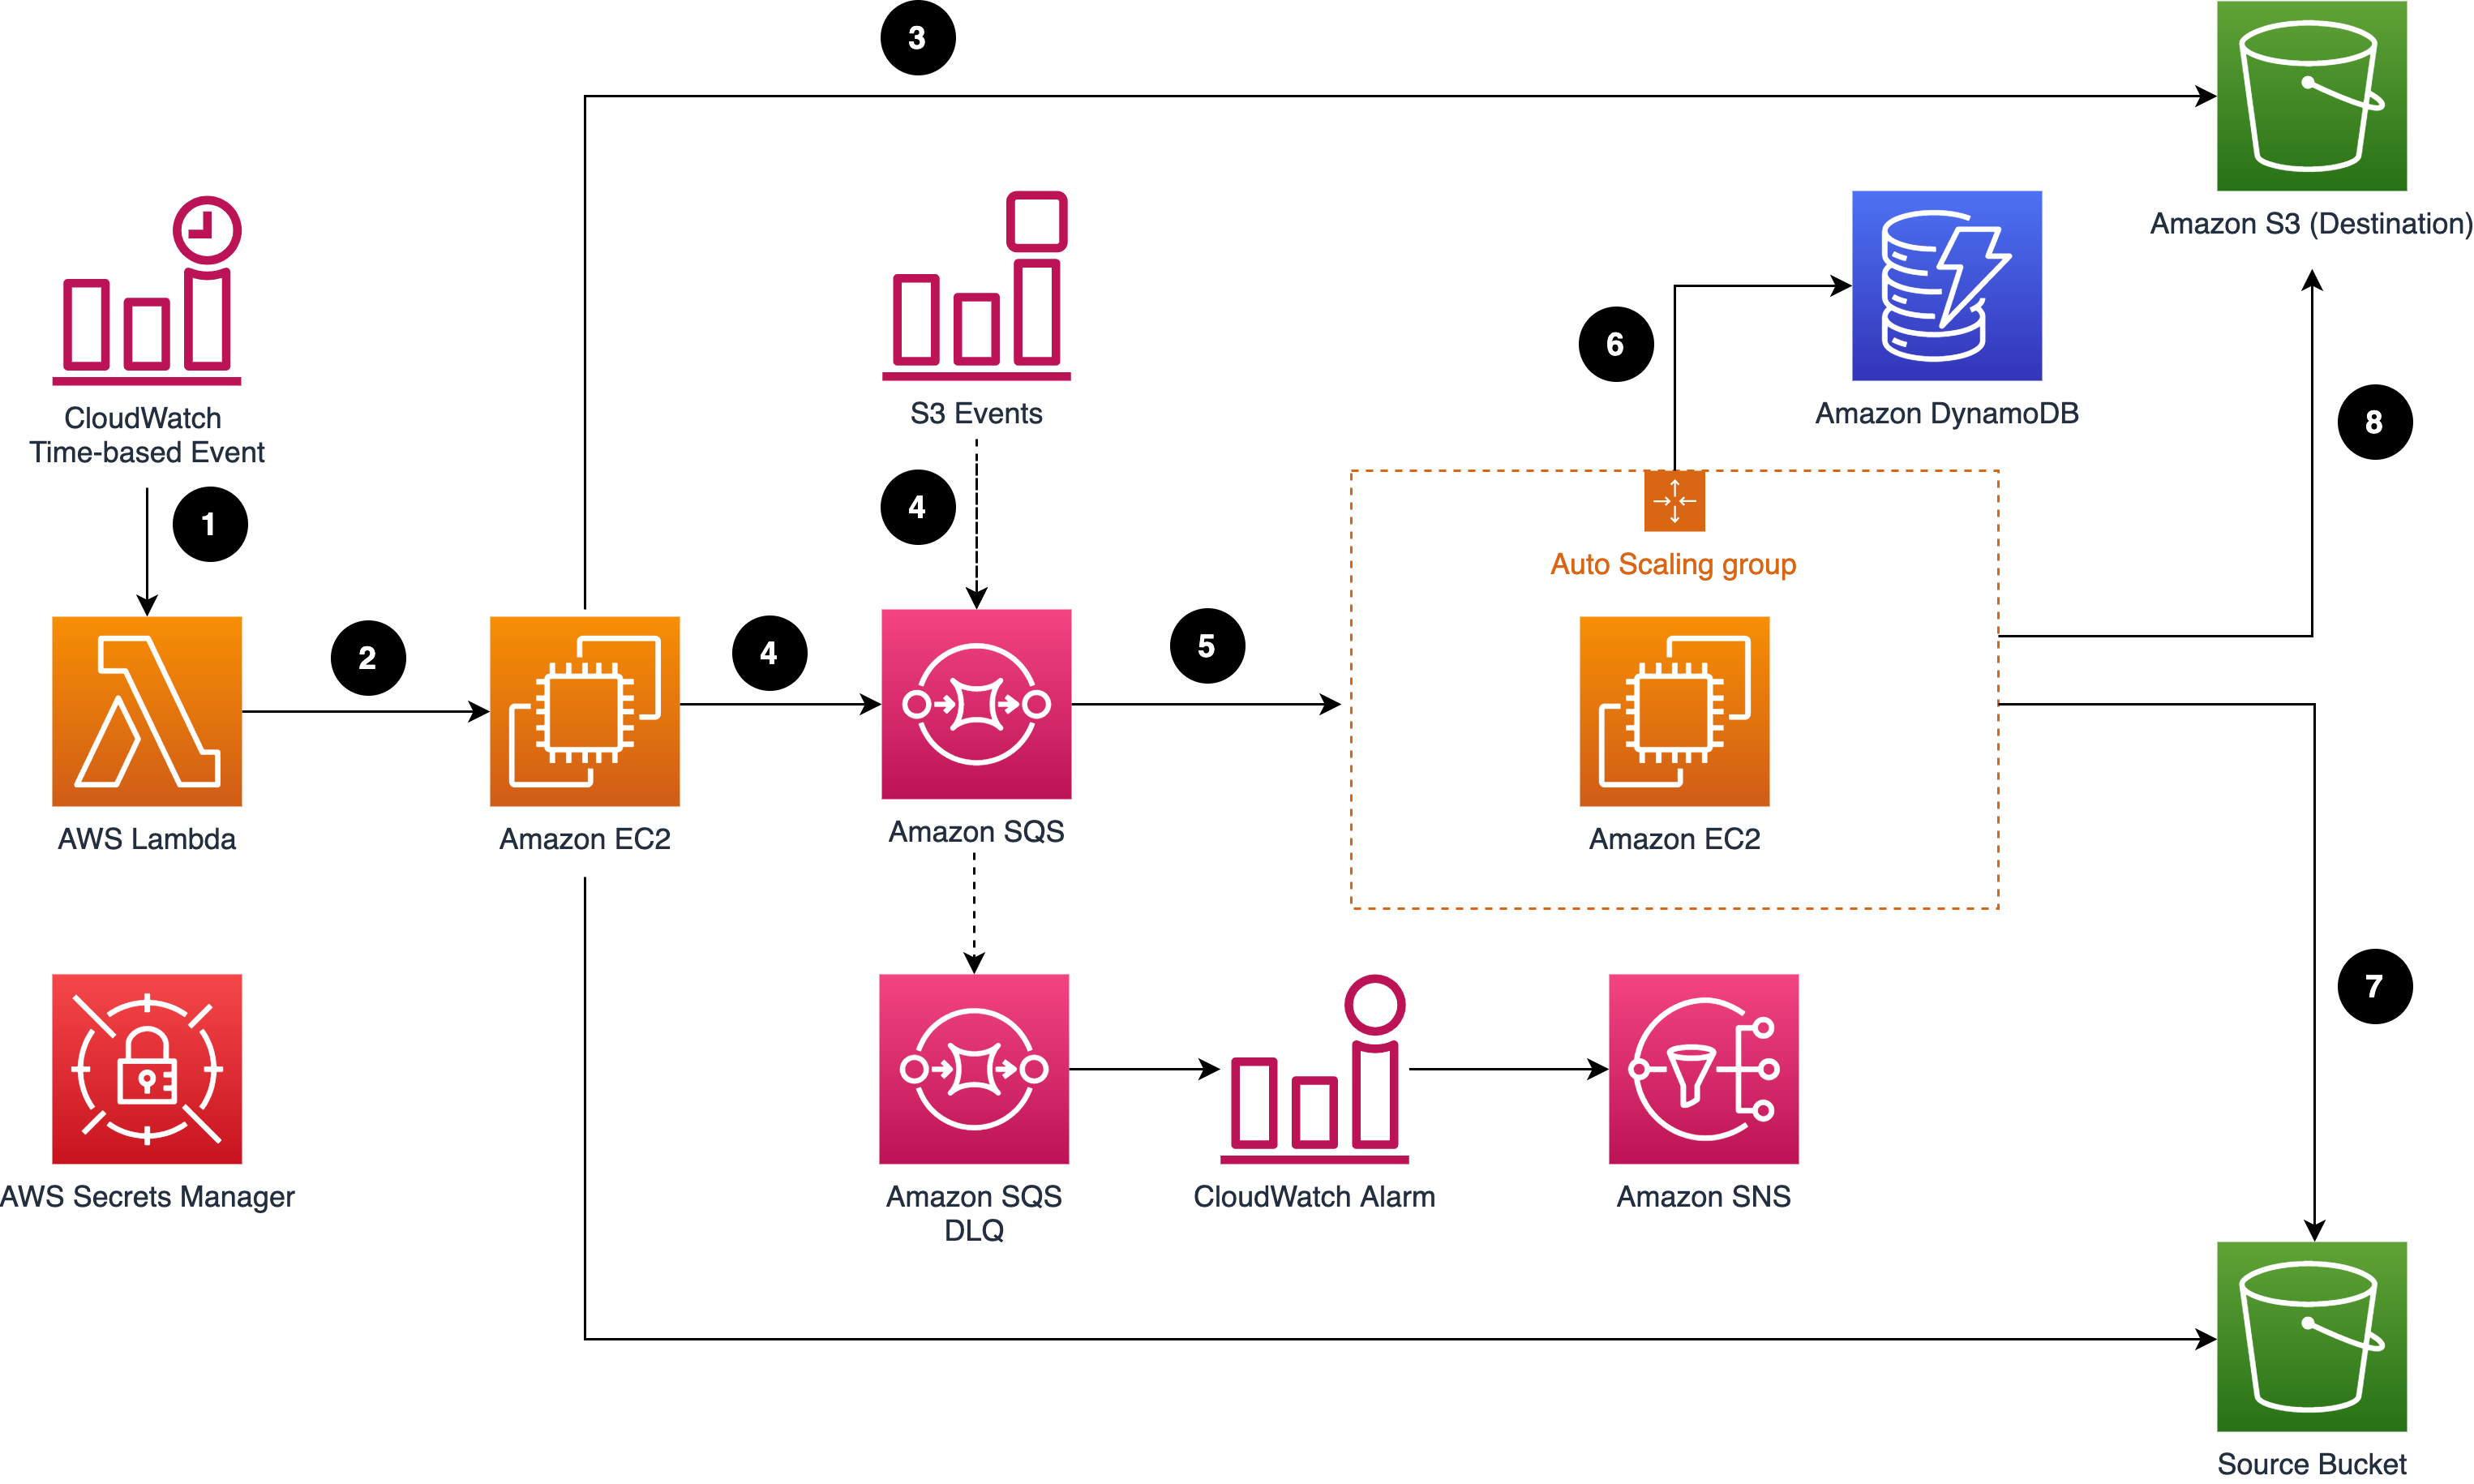 3
Amazon S3 (Destination)
CloudWatch
Time-based Event
S3 Events
6
Amazon DynamoDB
8
1
4
Auto Scaling group
2
4
5
AWS Lambda
Amazon EC2
Amazon SQS
Amazon EC2
7
AWS Secrets Manager
Amazon SQS
DLQ
CloudWatch Alarm
Amazon SNS
Source Bucket